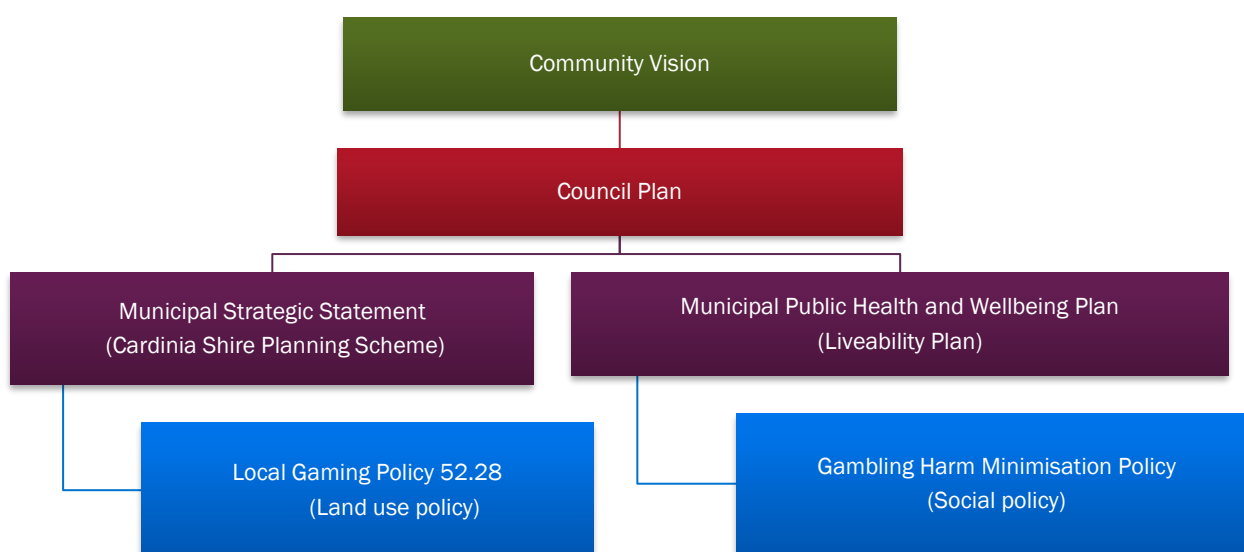 Community Vision
Council Plan
Municipal Strategic Statement
(Cardinia Shire Planning Scheme)
Municipal Public Health and Wellbeing Plan
(Liveability Plan)
Local Gaming Policy 52.28
(Land use policy)
Gambling Harm Minimisation Policy
(Social policy)